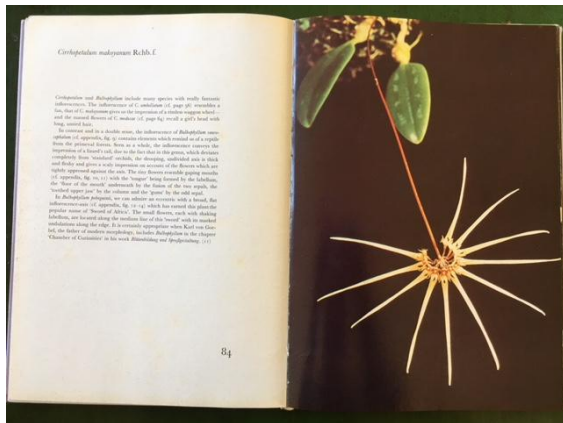 Cirrhopetalum makoyanum Rchb. f.
Cirrhopetalum and Bulbophyllum include many species with really fantastic
inflorescences. The inflorescence of C. umbellatum (cf. page 56) resembles a
fan, that of C. makoyanum gives us the impression of a timber-waggon wheel—
and the tasseled flowers of C. medusae (cf. page 84) recall a girl's head with
long, untied hair.
In contrast and in a double sense, the inflorescence of Bulbophyllum
(cf. appendix, fig. 9) contains elements which remind us of a reptile
from the primeval forests. Seen as a whole, the inflorescence conveys the
impression of a lizard's tail, due to the fact that in this genus, which deviates
completely from 'standard' orchids, the drooping, undivided axis is thick
and fleshy and gives a scaly impression on account of the flowers which are
tightly appressed against the axis. The tiny flowers resemble gaping mouths
(cf. appendix, fig. 10, 11) with the 'tongue' being formed by the labellum,
the 'floor of the mouth' underneath by the fusion of the two sepals, the
'toothed upper jaw' by the column and the 'gums' by the odd sepal.
In Bulbophyllum we can admire an eccentric with a broad, flat
inflorescence-axis (cf. appendix, fig. 12-14) which has earned this plant the
popular name of 'Sword of Africa'. The small flowers, each with shaking
labellum, are located along the median line of this 'sword' with its marked
undulations along the edge. It is certainly appropriate when Karl von Goe-
bel, the father of modern morphology, includes Bulbophyllum in the chapter
'Chamber of Curiosities' in his work Blütenbildung und Sproßgestaltung. (11)
84